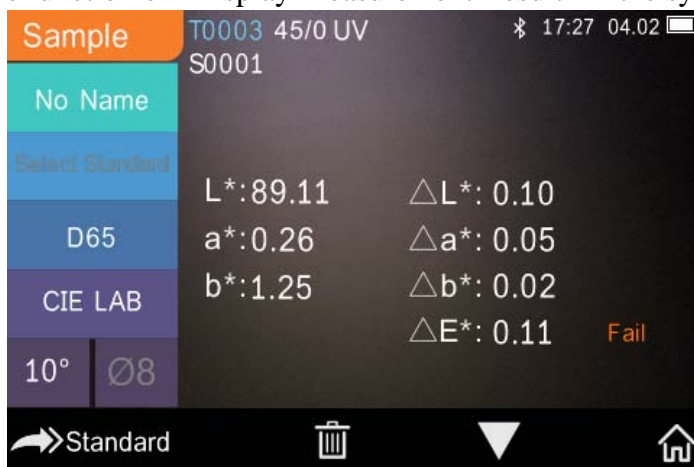 Sample
T0003 45/0 UV
17:27 04.02
S0001
No Name
Select Standard
D65
CIE LAB
10° Ø8
L*:89.11
a*:0.26
b*:1.25
△L*: 0.10
△a*: 0.05
△b*: 0.02
△E*: 0.11 Fail
Standard